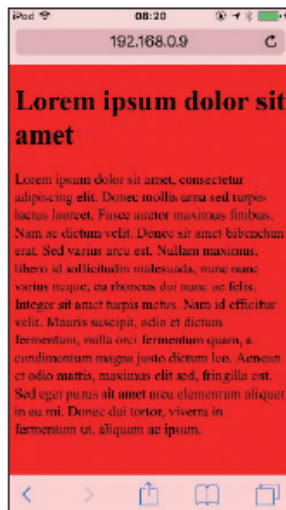 iPod 08:20
192.168.0.9
Lorem ipsum dolor sit
amet
Lorem ipsum dolor sit amet, consectetur
adipiscing elit. Donec mollis urna sed turpis
luctus laoreet. Fusce auctor maximus finibus.
Nam ac dictum velit. Donec sit amet bibendum
erat. Sed varius arcu est. Nullam maximus,
libero id sollicitudin malesuada, nunc nunc
varius neque, eu rhoncus dui nunc ac felis.
Integer sit amet turpis metus. Nam id efficitur
velit. Mauris suscipit, odio et dictum
fermentum, nulla orci fermentum quam, a
condimentum magna justo dictum leo. Aenean
et odio mattis, maximus elit sed, fringilla est.
Sed eget purus sit amet arcu elementum aliquet
in eu mi. Donec dui tortor, viverra in
fermentum ut, aliquam ac ipsum.